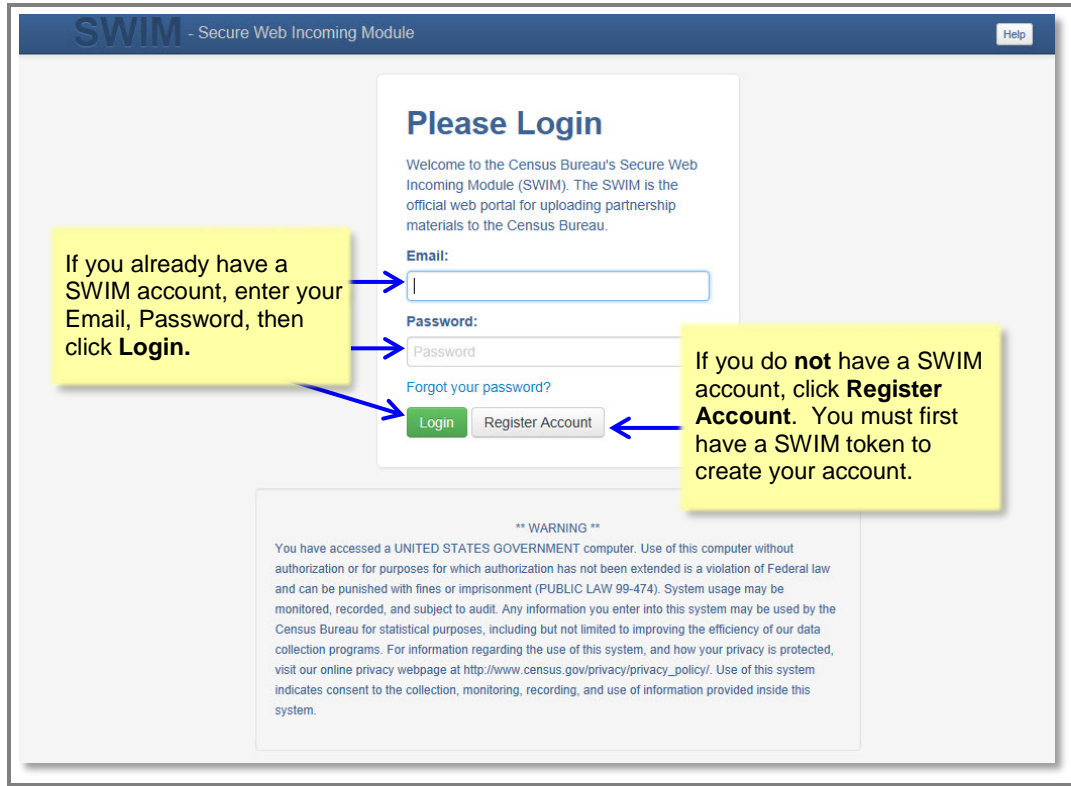 SWIM - Secure Web Incoming Module
Help
Please Login
Welcome to the Census Bureau's Secure Web
Incoming Module (SWIM). The SWIM is the
official web portal for uploading partnership
materials to the Census Bureau.
Email:
If you already have a
SWIM account, enter your
Email, Password, then
click Login.
Password:
Password
Forgot your password?
Login
Register Account
If you do not have a SWIM
account, click Register
Account. You must first
have a SWIM token to
create your account.
** WARNING **
You have accessed a UNITED STATES GOVERNMENT computer. Use of this computer without
authorization or for purposes for which authorization has not been extended is a violation of Federal law
and can be punished with fines or imprisonment (PUBLIC LAW 99-474). System usage may be
monitored, recorded, and subject to audit. Any information you enter into this system may be used by the
Census Bureau for statistical purposes, including but not limited to improving the efficiency of our data
collection programs. For information regarding the use of this system, and how your privacy is protected,
visit our online privacy webpage at http://www.census.gov/privacy/privacy_policy/. Use of this system
indicates consent to the collection, monitoring, recording, and use of information provided inside this
system.